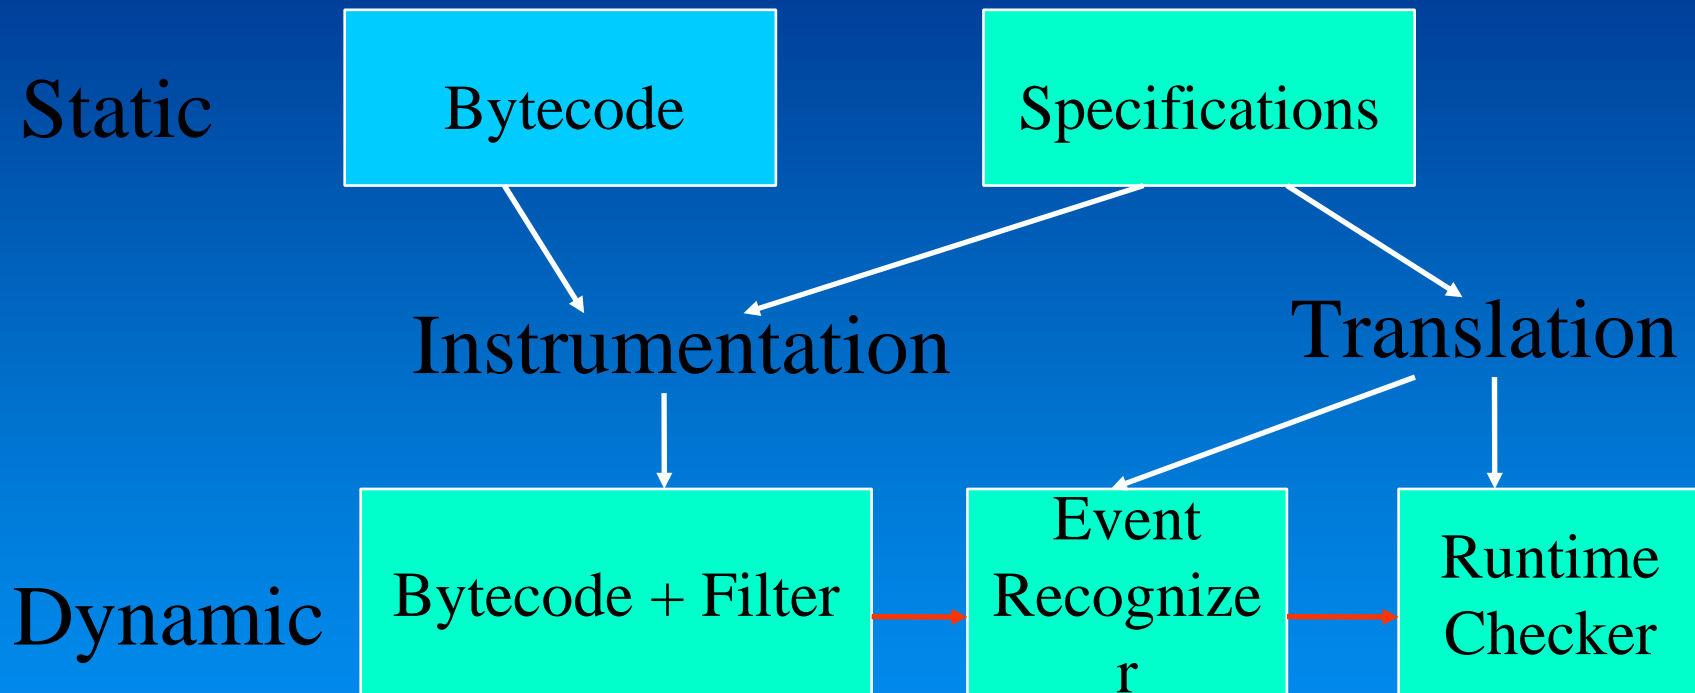 Static
Bytecode
Specifications
Instrumentation
Translation
Dynamic
Bytecode + Filter
Event
Recognize
r
Runtime
Checker